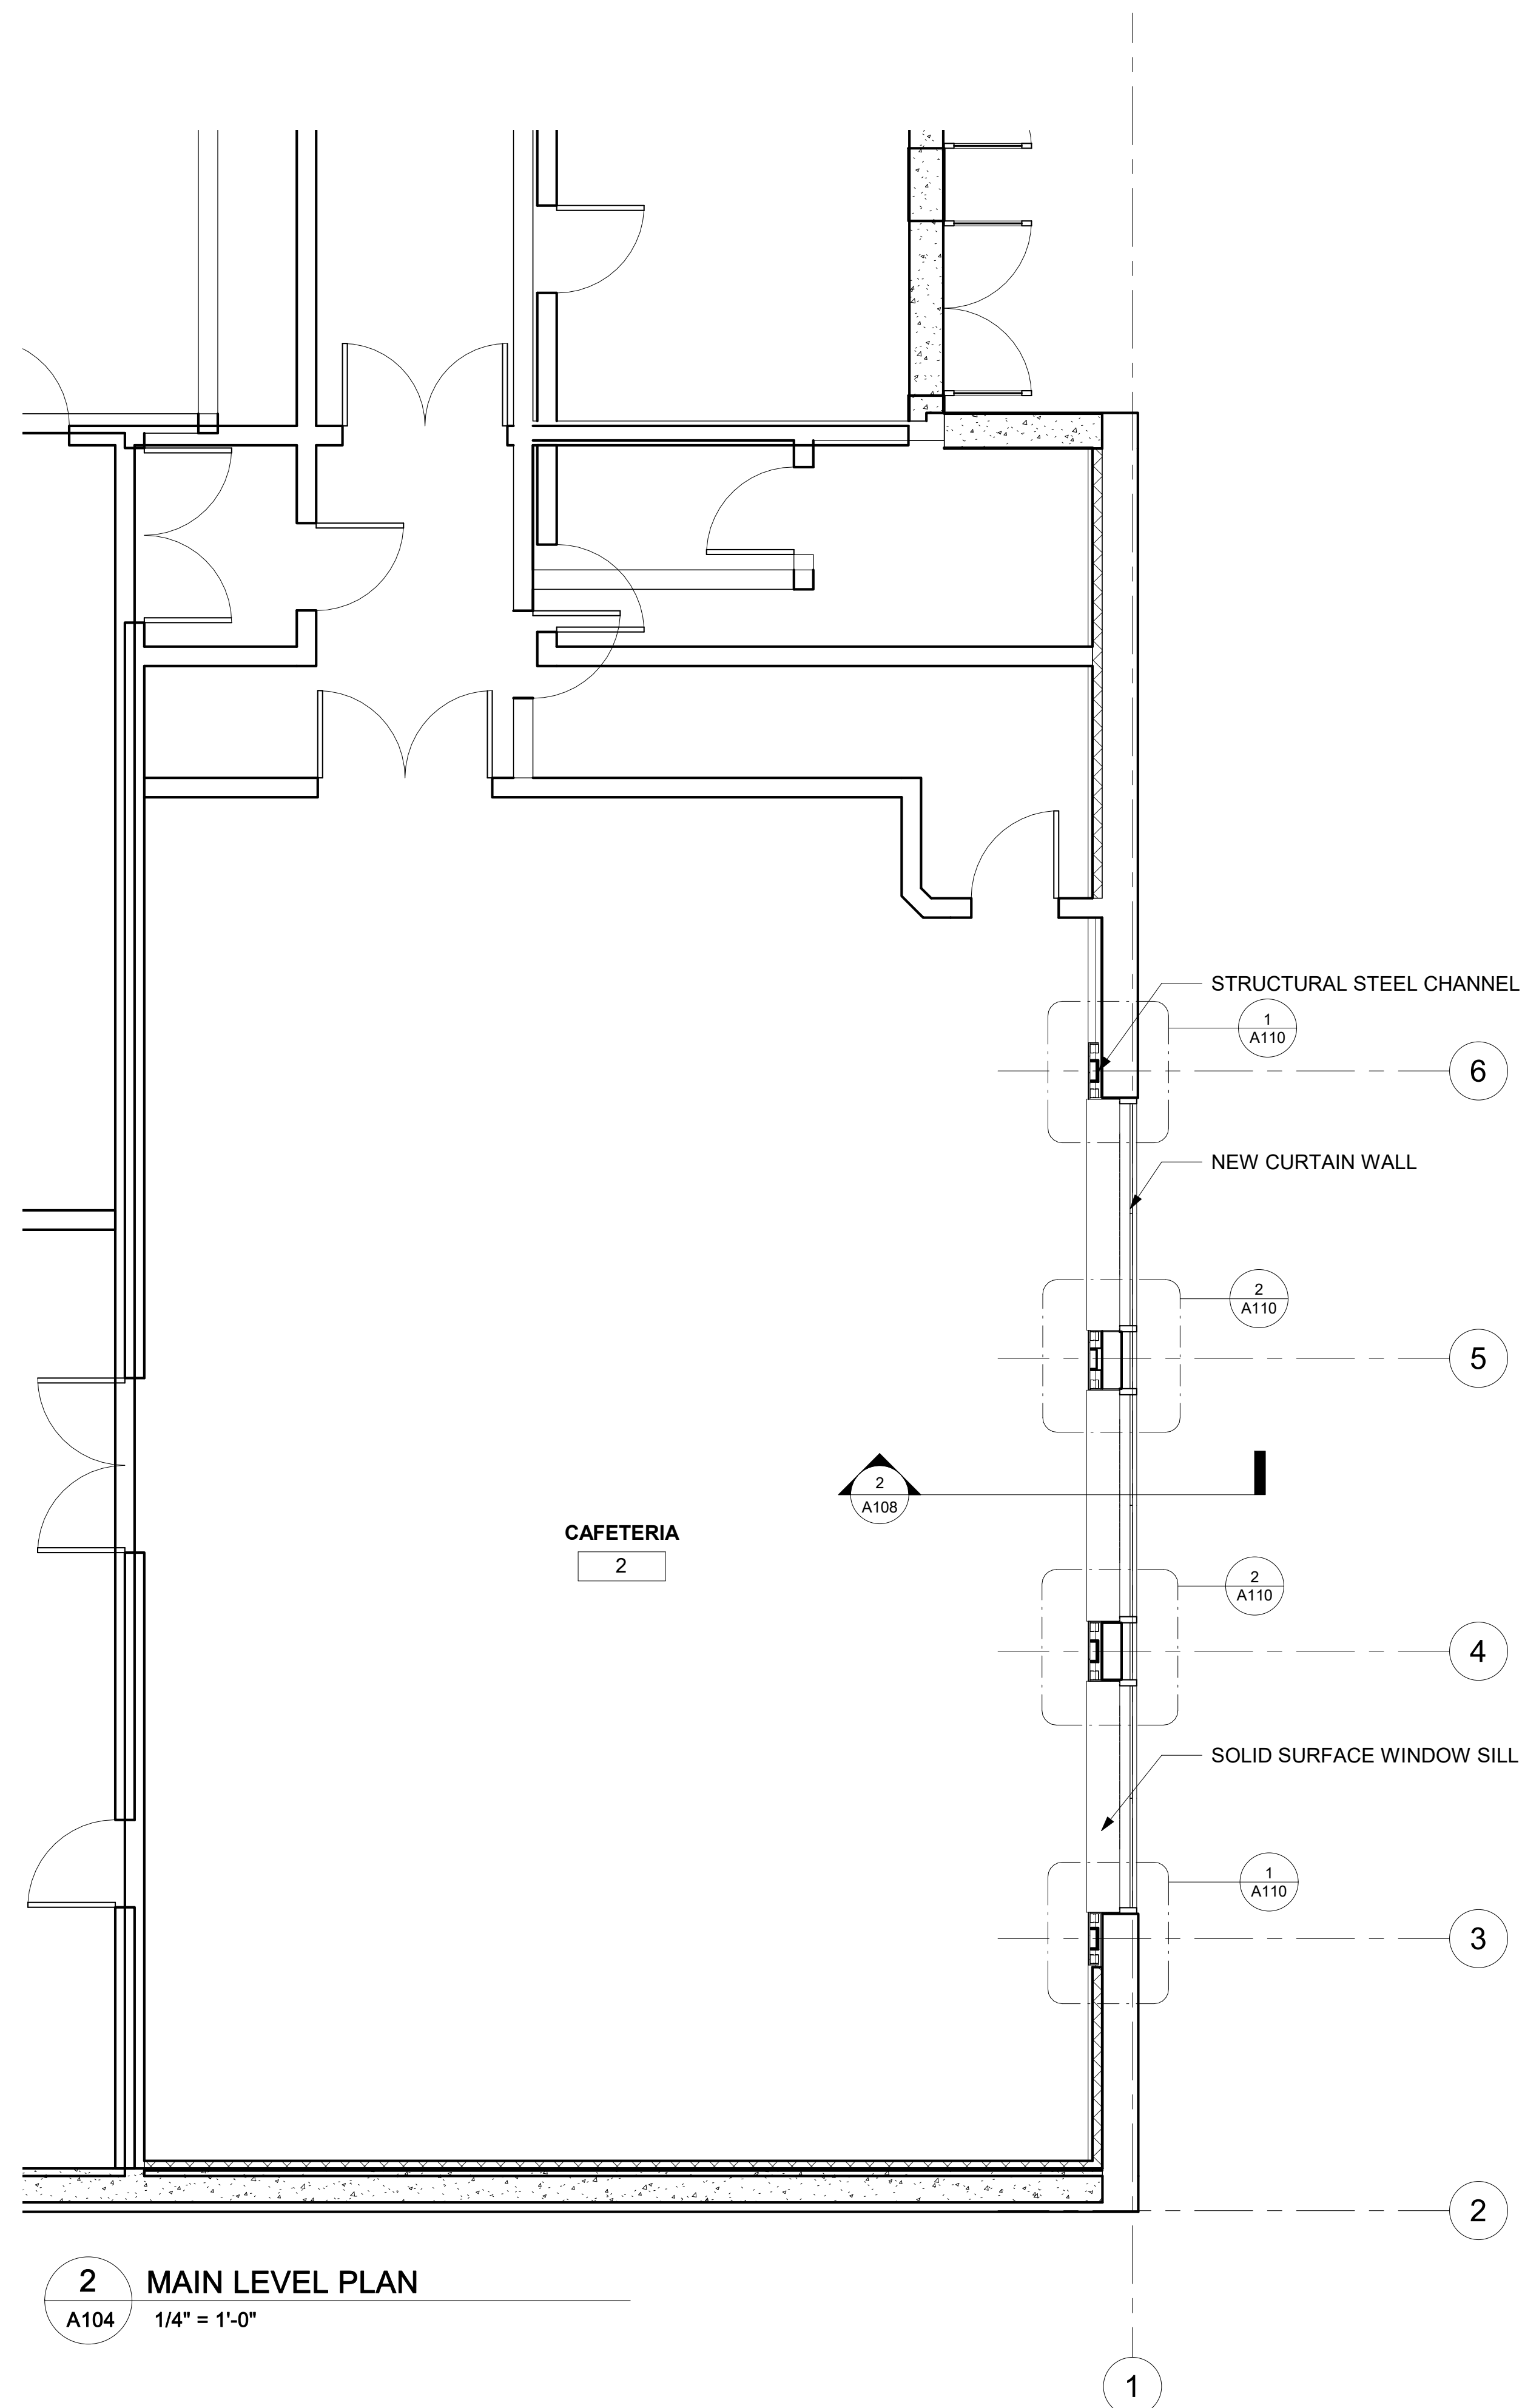 STRUCTURAL STEEL CHANNEL
1
A110
6
NEW CURTAIN WALL
2
A110
5
2
A108
CAFETERIA
2
2
A110
4
SOLID SURFACE WINDOW SILL
1
A110
3
2
2
MAIN LEVEL PLAN
A104
1/4" = 1'-0"
1